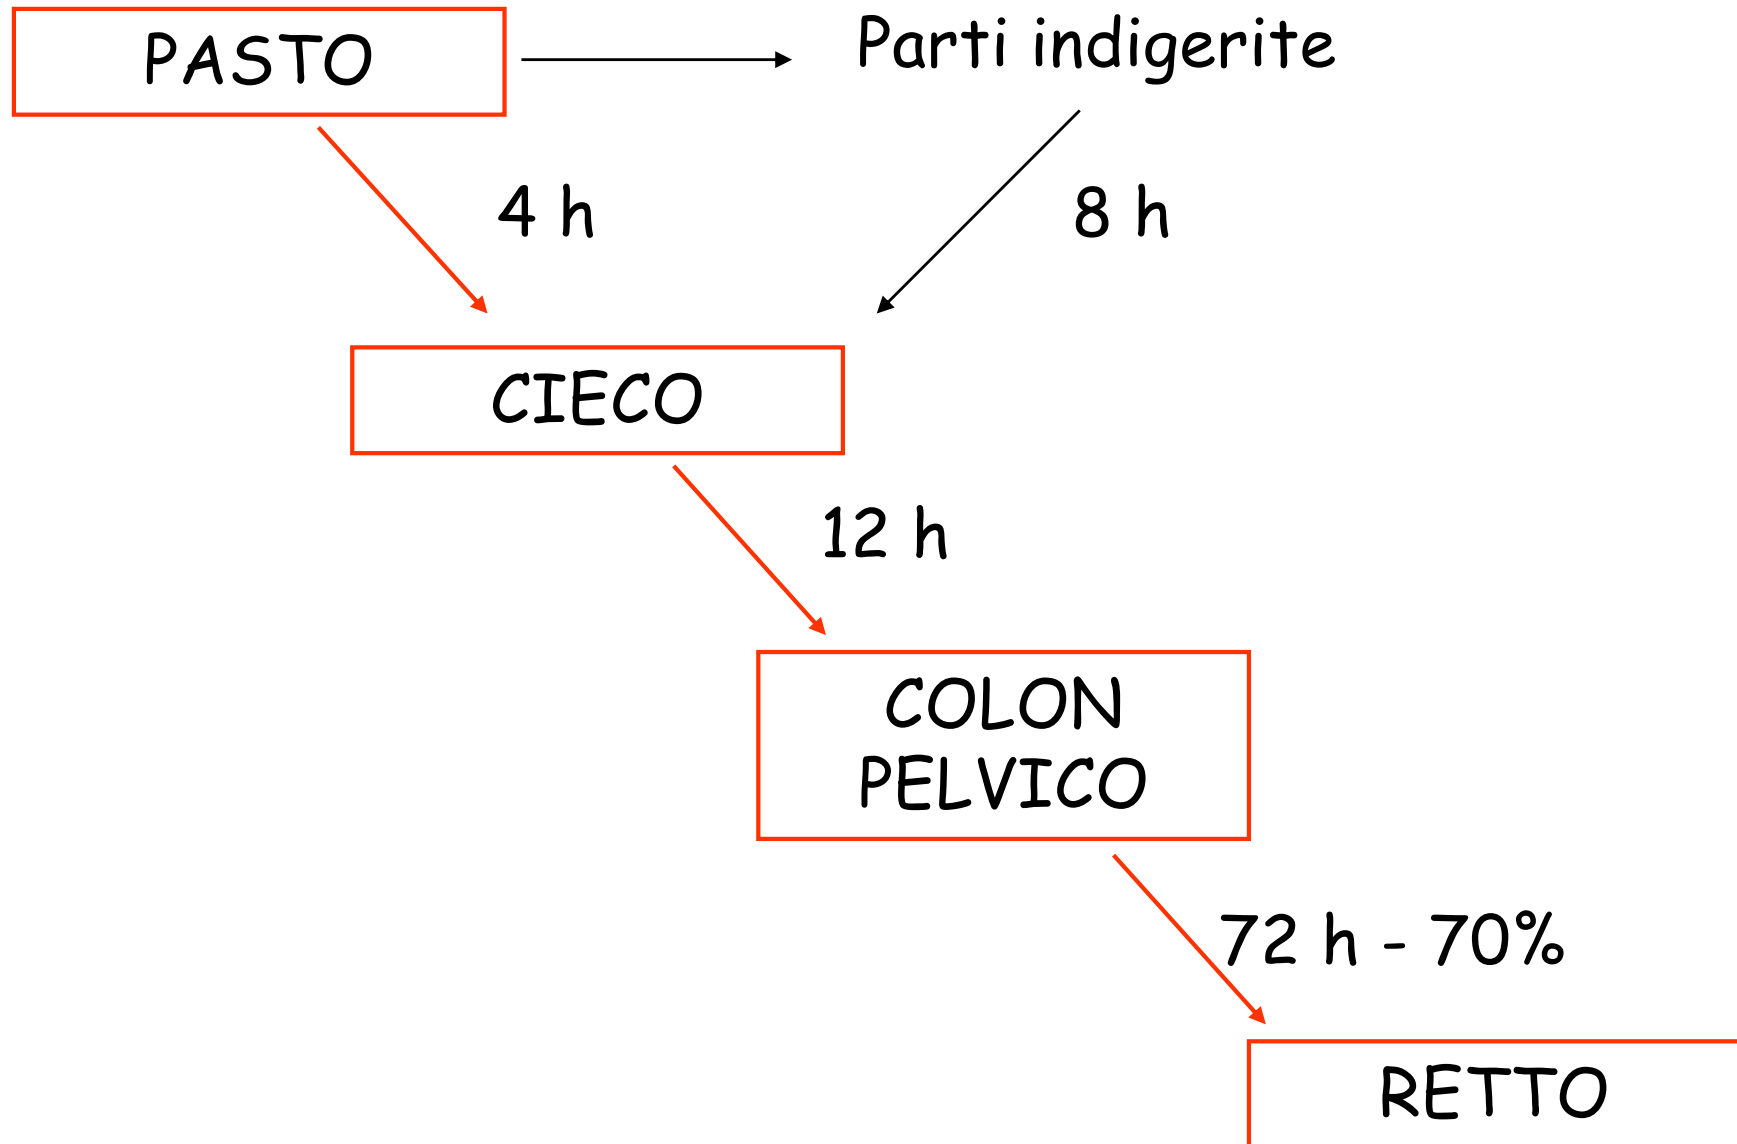 PASTO
Parti indigerite
4 h
8 h
CIECO
12 h
COLON
PELVICO
72 h - 70%
RETTO